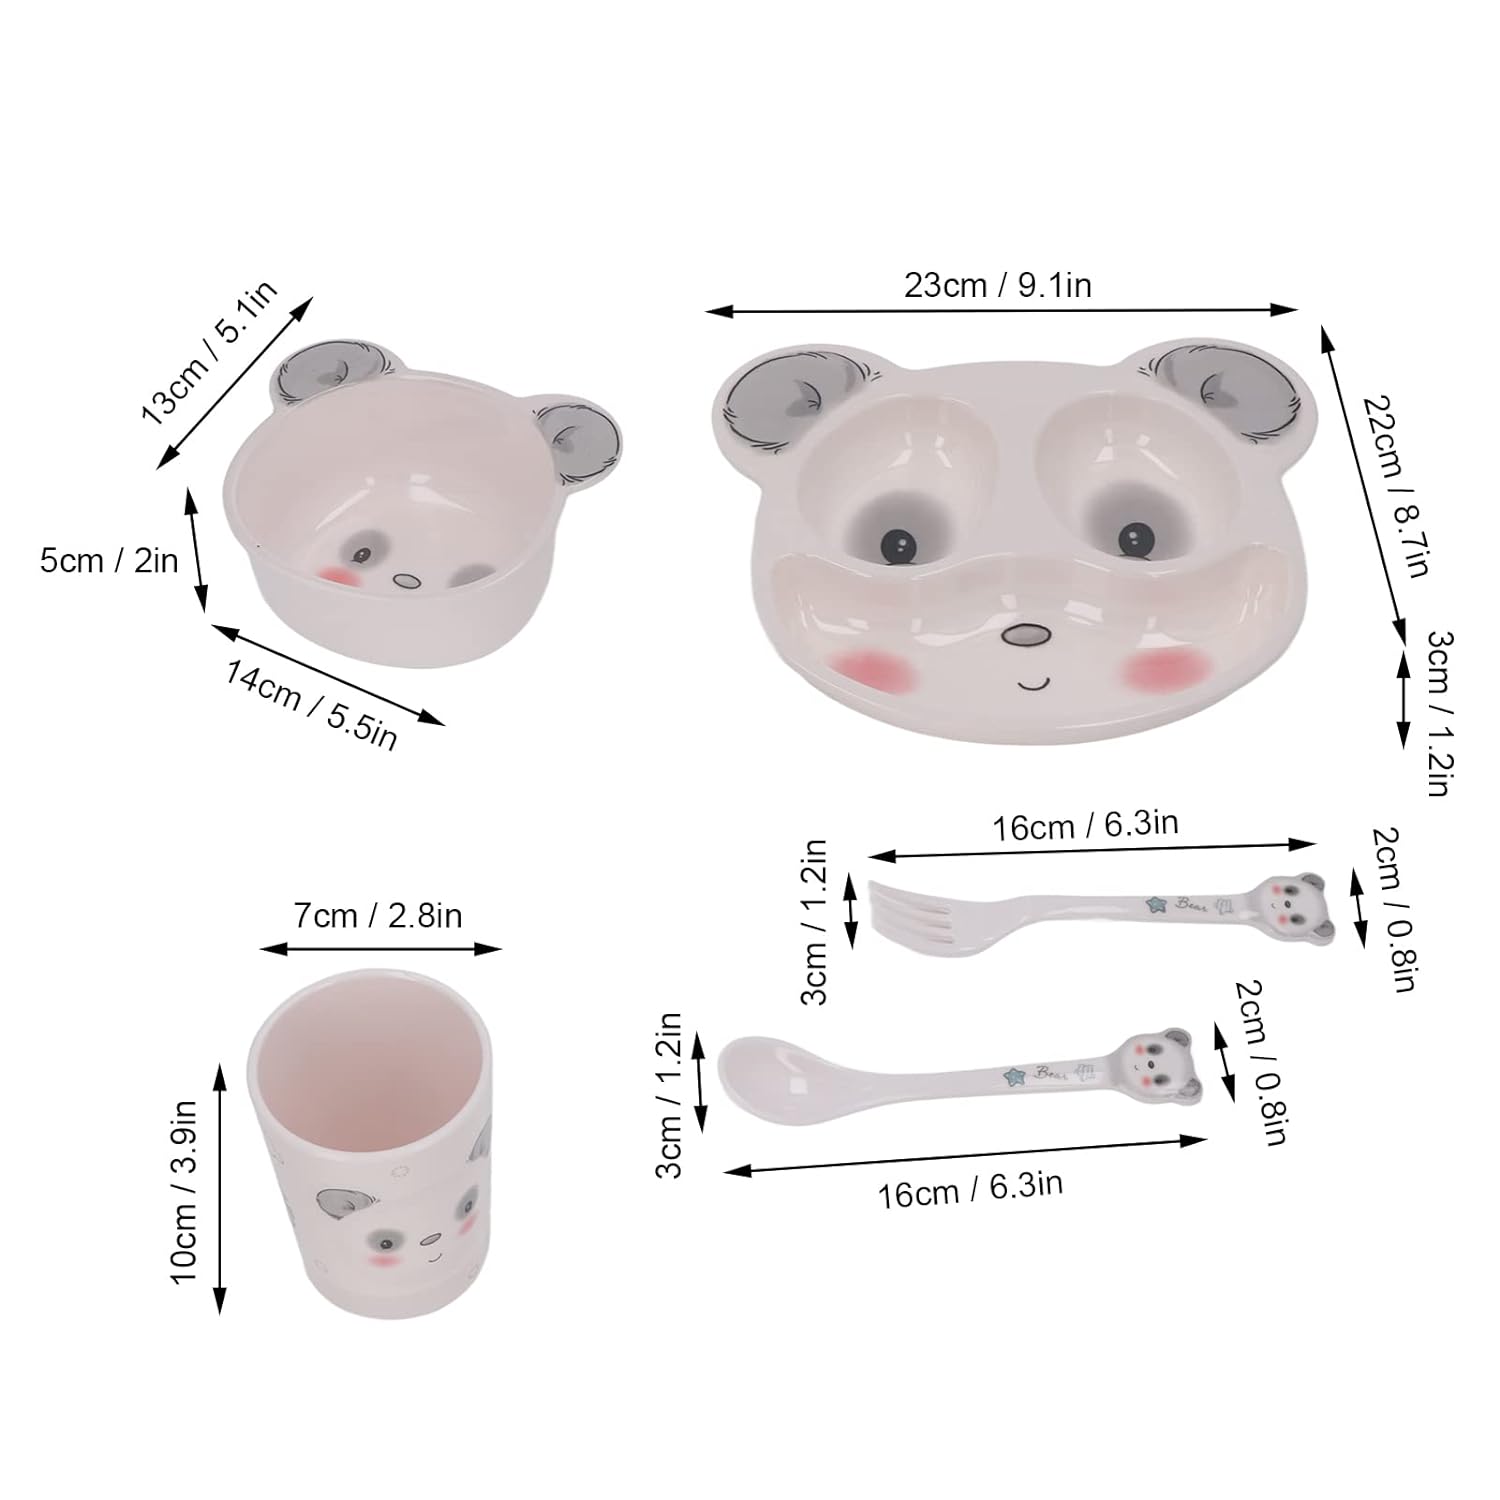 23cm / 9.1in
13cm / 5.1in
22cm / 8.7in
5cm / 2in
14cm / 5.5in
3cm / 1.2in
16cm / 6.3in
3cm / 1.2in
2cm / 0.8in
Bear
7cm / 2.8in
2cm / 0.8in
3cm / 1.2in
Bear
10cm / 3.9in
16cm / 6.3in